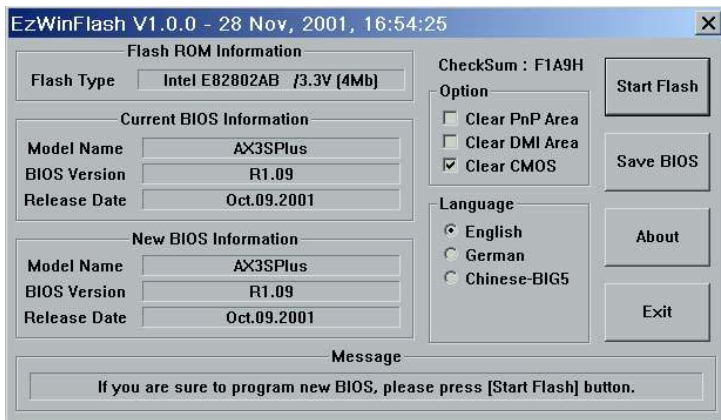 EzWinFlash V1.0.0 - 28 Nov, 2001, 16:54:25
Flash ROM Information
Flash Type Intel E82802AB /3.3V (4Mb)
Current BIOS Information
Model Name AX3SPlus
BIOS Version R1.09
Release Date Oct.09.2001
New BIOS Information
Model Name AX3SPlus
BIOS Version R1.09
Release Date Oct.09.2001
CheckSum : F1A9H
Option
Clear PnP Area
Clear DMI Area
Clear CMOS
Language
English
German
Chinese-BIG5
Start Flash
Save BIOS
About
Exit
Message
If you are sure to program new BIOS, please press [Start Flash] button.